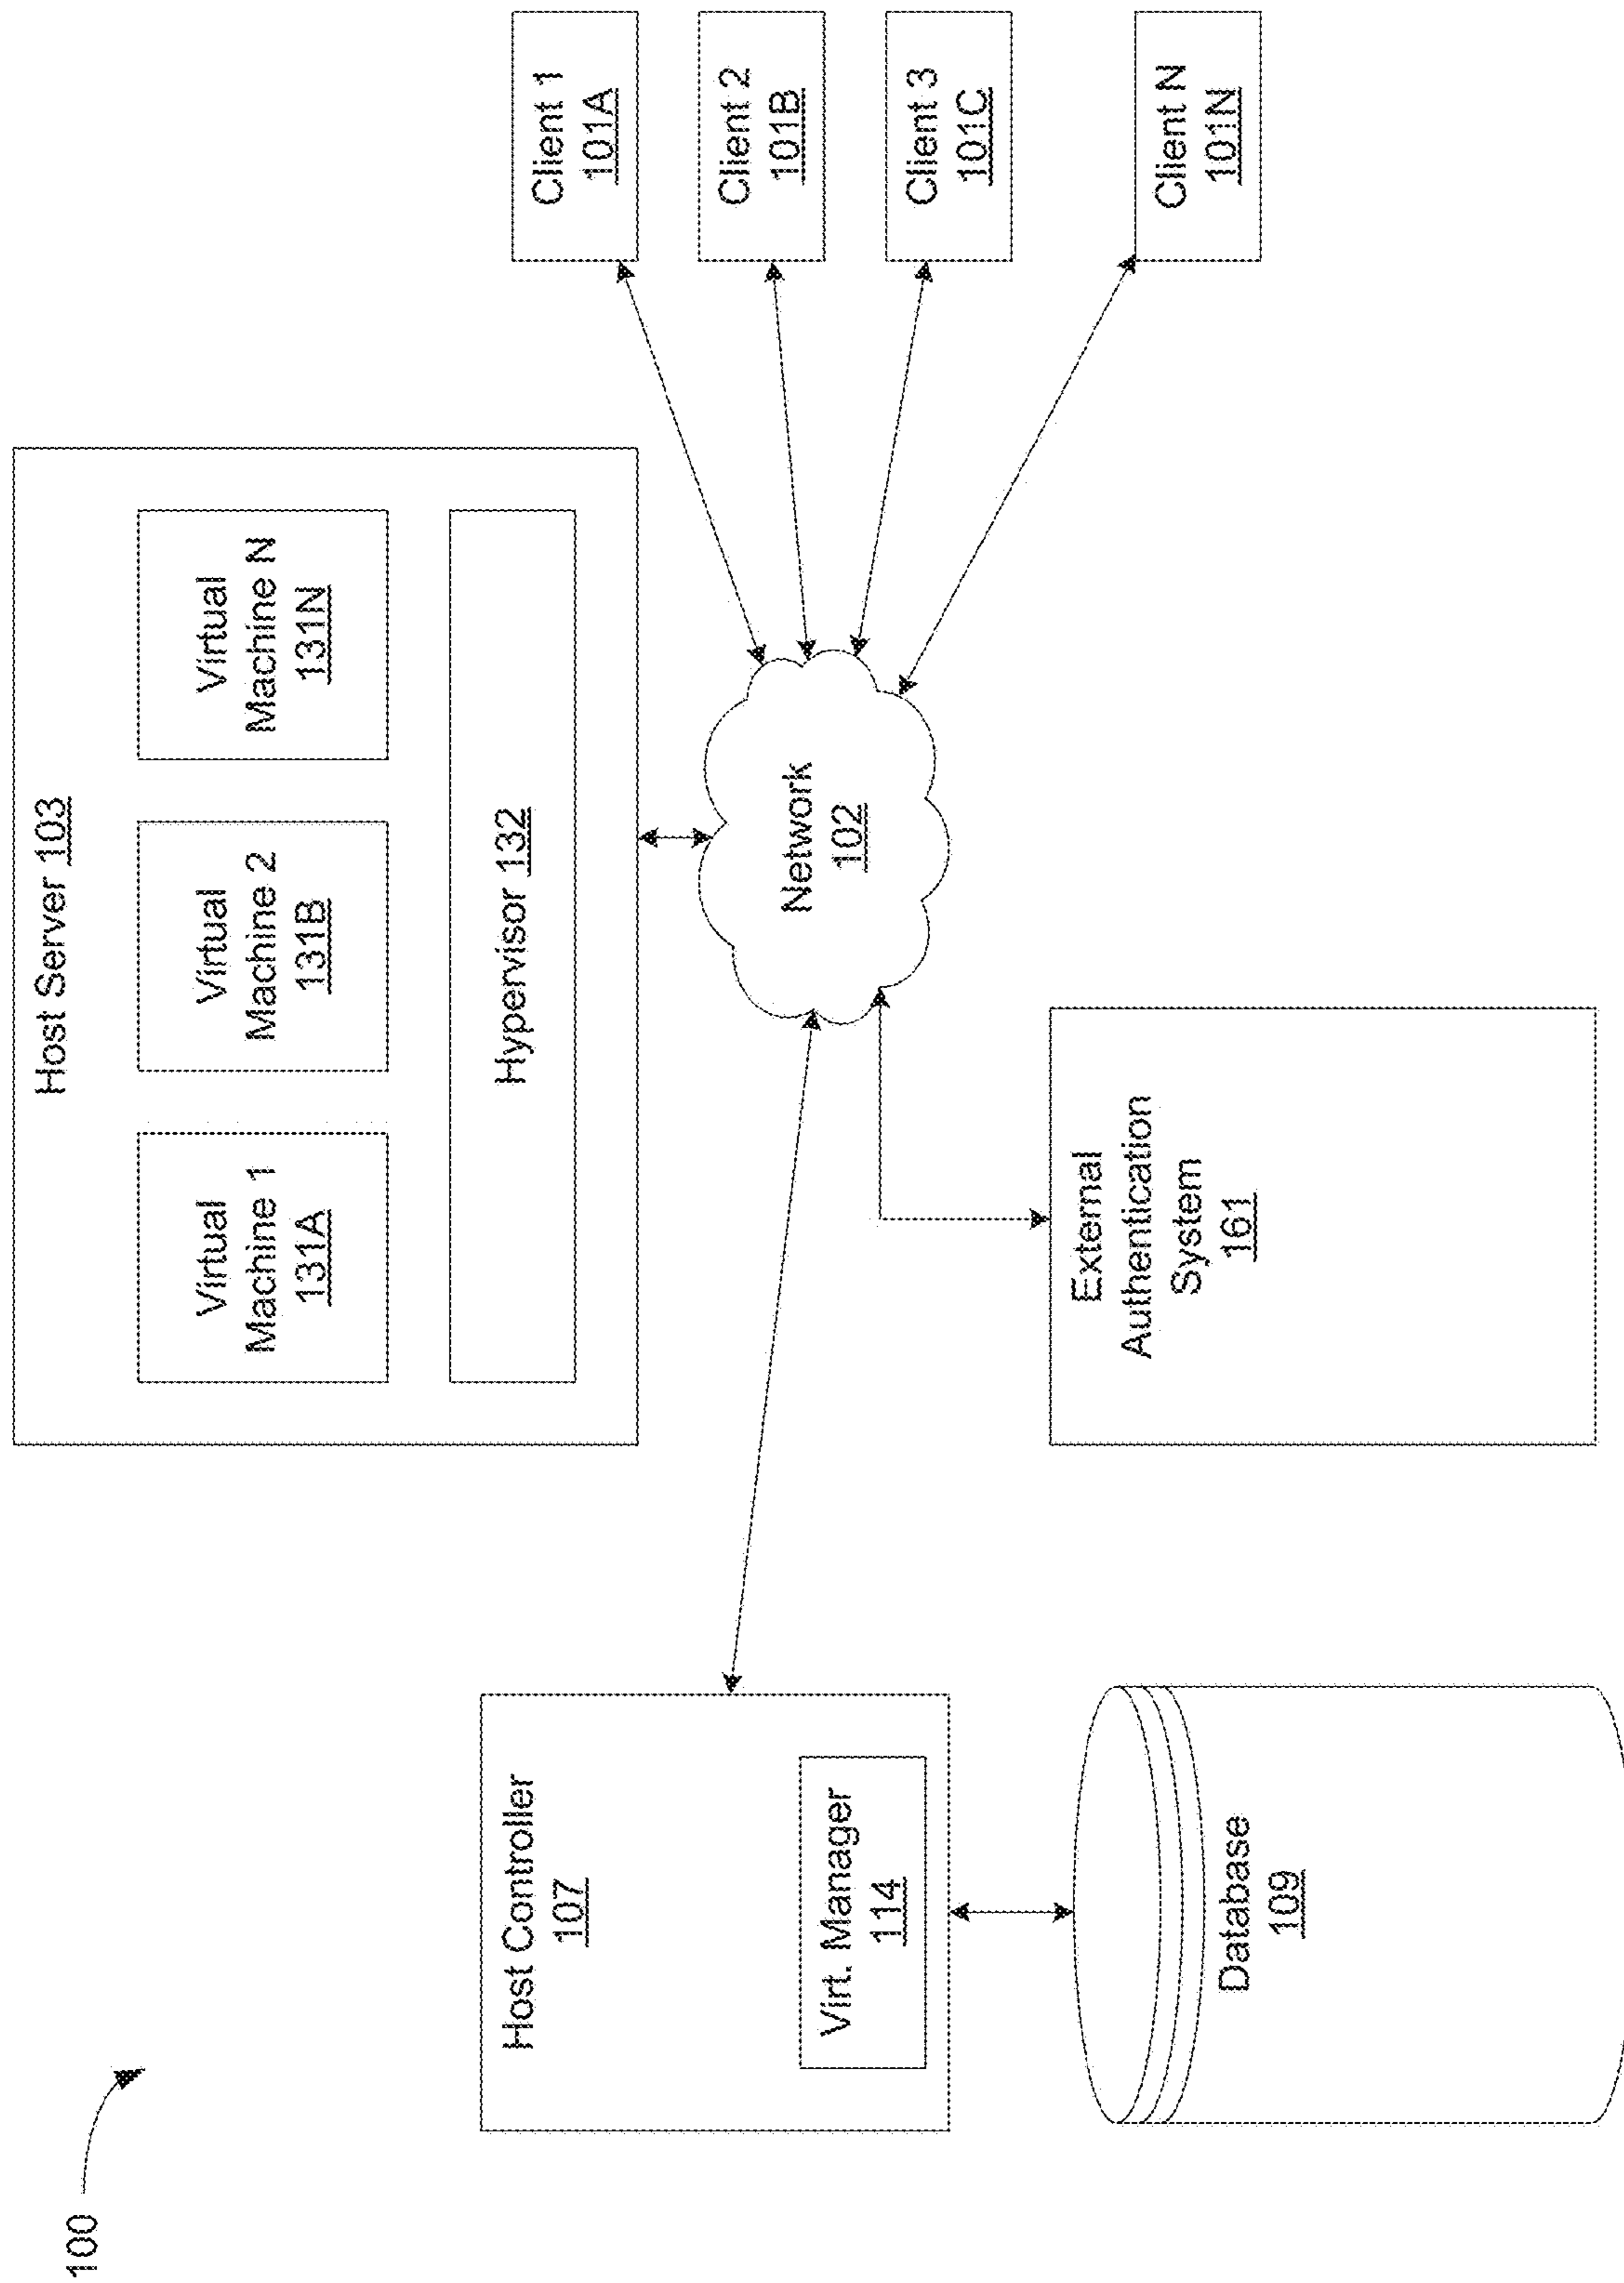 100
Host Server 103
Virtual
Machine 1
131A
Virtual
Machine 2
131B
Virtual
Machine N
131N
Hypervisor 132
Host Controller
107
Virt. Manager
114
Database
109
Network
102
External
Authentication
System
161
Client 1
101A
Client 2
101B
Client 3
101C
Client N
101N